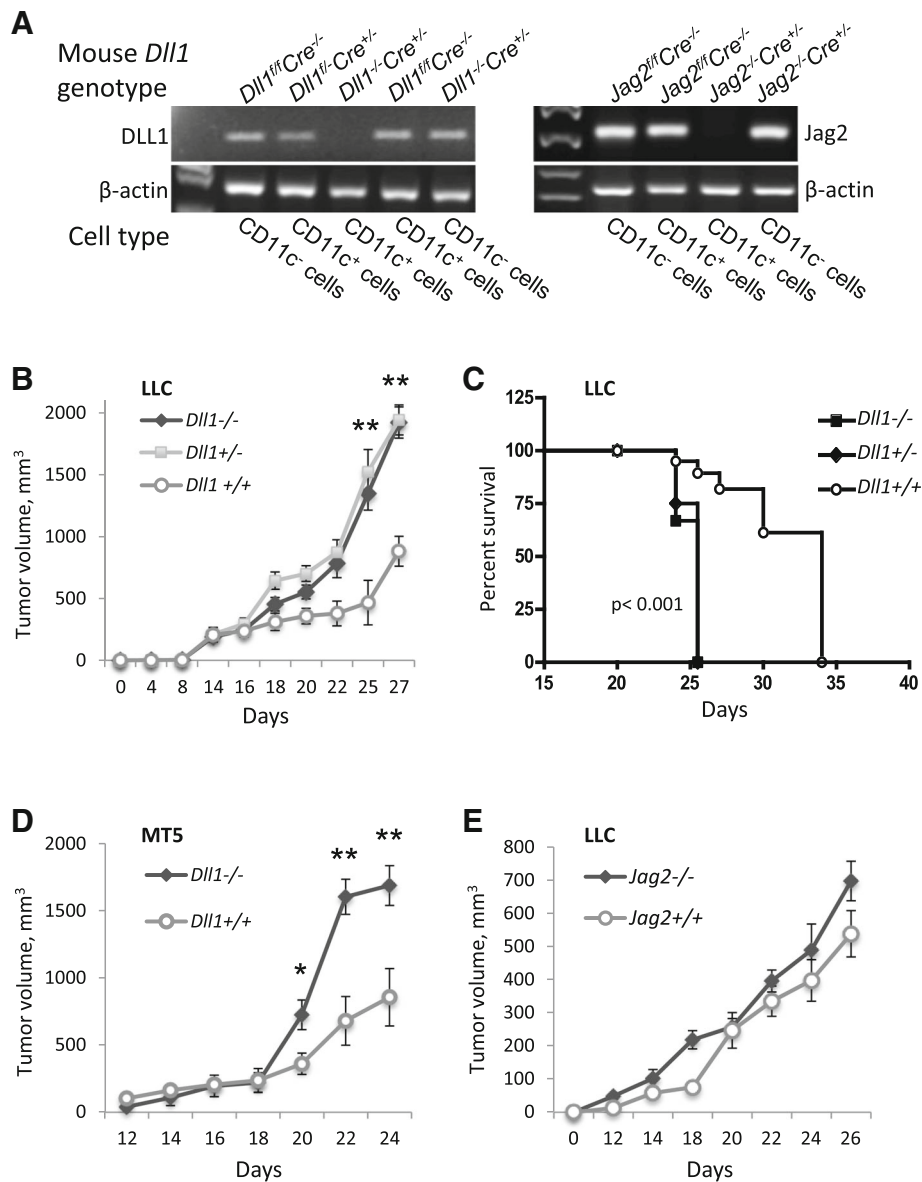 A
Mouse Dll1
genotype
Dll1f/fCre-/-
Dll1f/-Cre+/-
Dll1-/-Cre+/-
Dll1f/fCre-/-
Dll1-/-Cre+/-
Jag2f/fCre-/-
Jag2f/fCre-/-
Jag2-/-Cre+/-
Jag2-/-Cre+/-
DLL1
Jag2
β-actin
β-actin
Cell type
CD11c- cells
CD11c+ cells
CD11c+ cells
CD11c- cells
CD11c- cells
CD11c- cells
CD11c+ cells
CD11c+ cells
CD11c- cells
B
LLC
Dll1-/-
Dll1+/-
Dll1 +/+
**
**
Tumor volume, mm3
2000
1500
1000
500
0
0 4 8 14 16 18 20 22 25 27
Days
C
LLC
Dll1-/-
Dll1+/-
Dll1+/+
Percent survival
125
100
75
50
25
0
p< 0.001
15 20 25 30 35 40
Days
D
MT5
Dll1-/-
Dll1+/+
*
**
**
Tumor volume, mm3
2000
1500
1000
500
0
12 14 16 18 20 22 24
Days
E
LLC
Jag2-/-
Jag2+/+
Tumor volume, mm3
800
700
600
500
400
300
200
100
0
0 12 14 18 20 22 24 26
Days